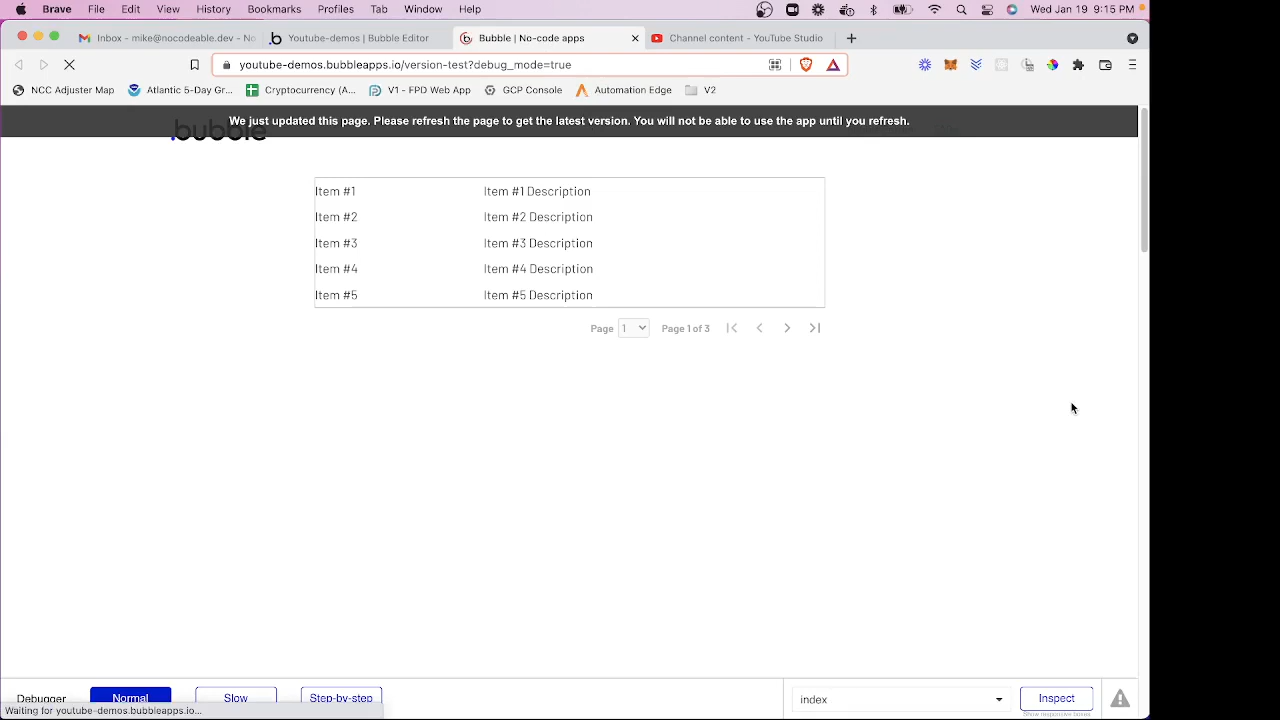 Brave File Edit View History Bookmarks Profiles Tab Window Help Wed Jan 19 9:15 PM
Inbox - mike@nocodeable.dev - No Youtube-demos | Bubble Editor Bubble | No-code apps Channel content - YouTube Studio
youtube-demos.bubbleapps.io/version-test?debug_mode=true
NCC Adjuster Map Atlantic 5-Day Gr... Cryptocurrency (A... V1 - FPD Web App GCP Console Automation Edge V2
We just updated this page. Please refresh the page to get the latest version. You will not be able to use the app until you refresh.
.bubble
Item #1 Item #1 Description
Item #2 Item #2 Description
Item #3 Item #3 Description
Item #4 Item #4 Description
Item #5 Item #5 Description
Page 1 Page 1 of 3
Debugger Normal Slow Step-by-step index Inspect
Show responsive boxes
Waiting for youtube-demos.bubbleapps.io...